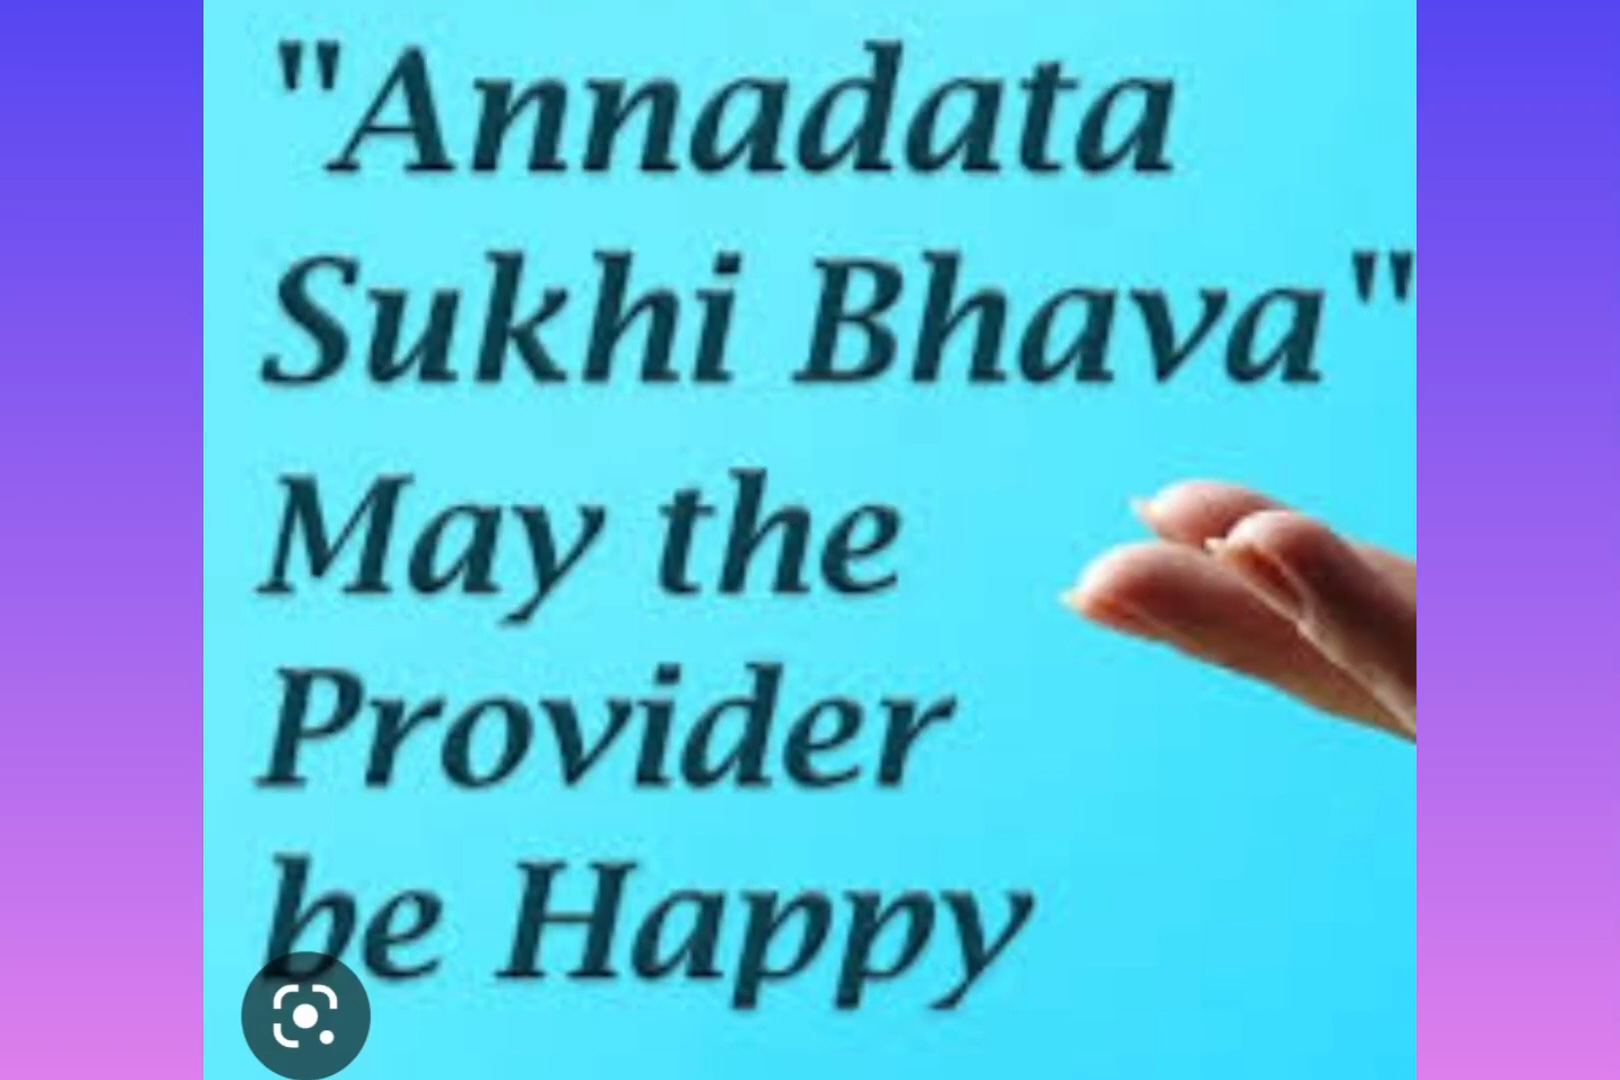 "Annadata
Sukhi Bhava"
May the
Provider
be Happy